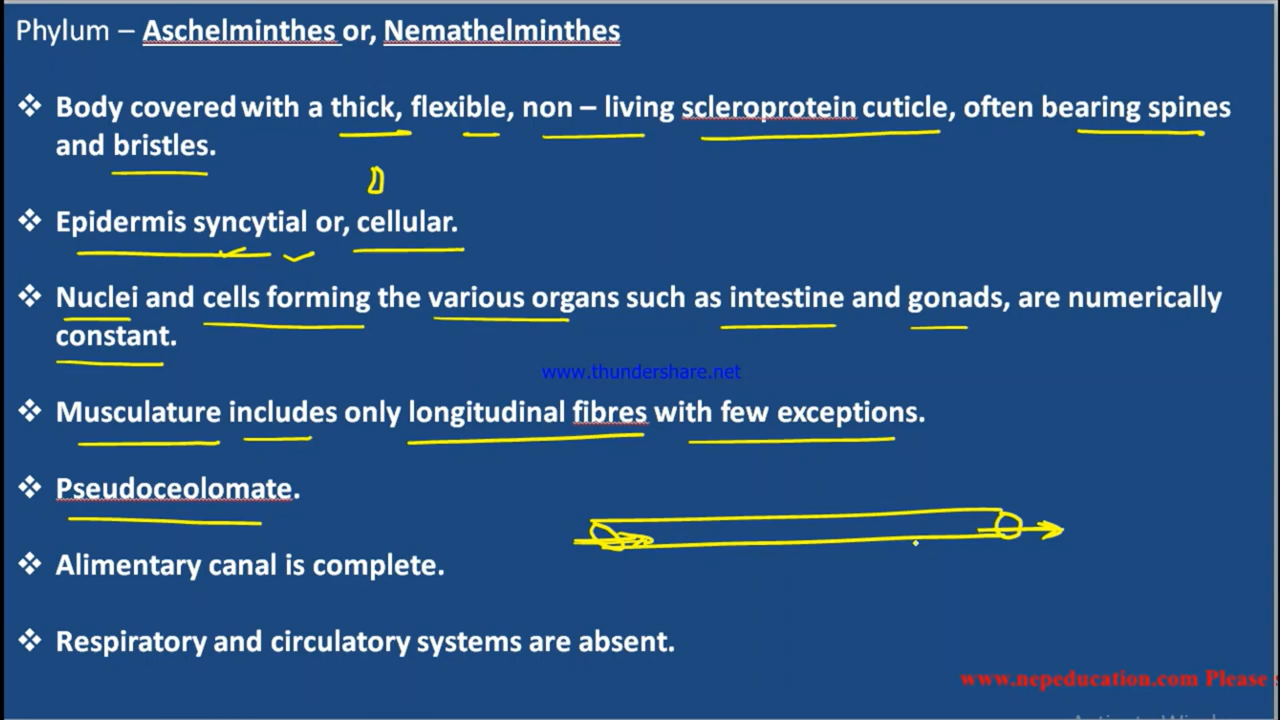 Phylum – Aschelminthes or, Nemathelminthes
❖ Body covered with a thick, flexible, non – living scleroprotein cuticle, often bearing spines
and bristles.
❖ Epidermis syncytial or, cellular.
❖ Nuclei and cells forming the various organs such as intestine and gonads, are numerically
constant.
www.thundershare.net
❖ Musculature includes only longitudinal fibres with few exceptions.
❖ Pseudoceolomate.
❖ Alimentary canal is complete.
❖ Respiratory and circulatory systems are absent.
www.nepeducation.com Please